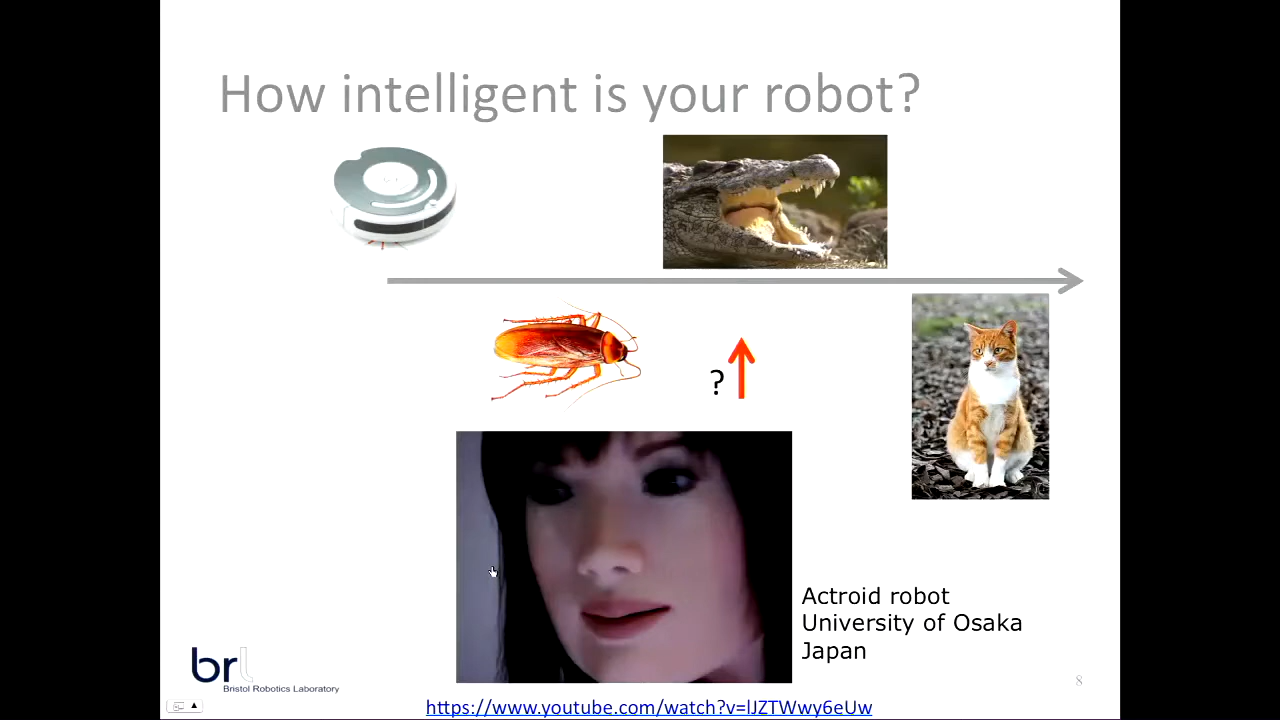 How intelligent is your robot?
?
Actroid robot
University of Osaka
Japan
brl
Bristol Robotics Laboratory
8
https://www.youtube.com/watch?v=lJZTWwy6eUw